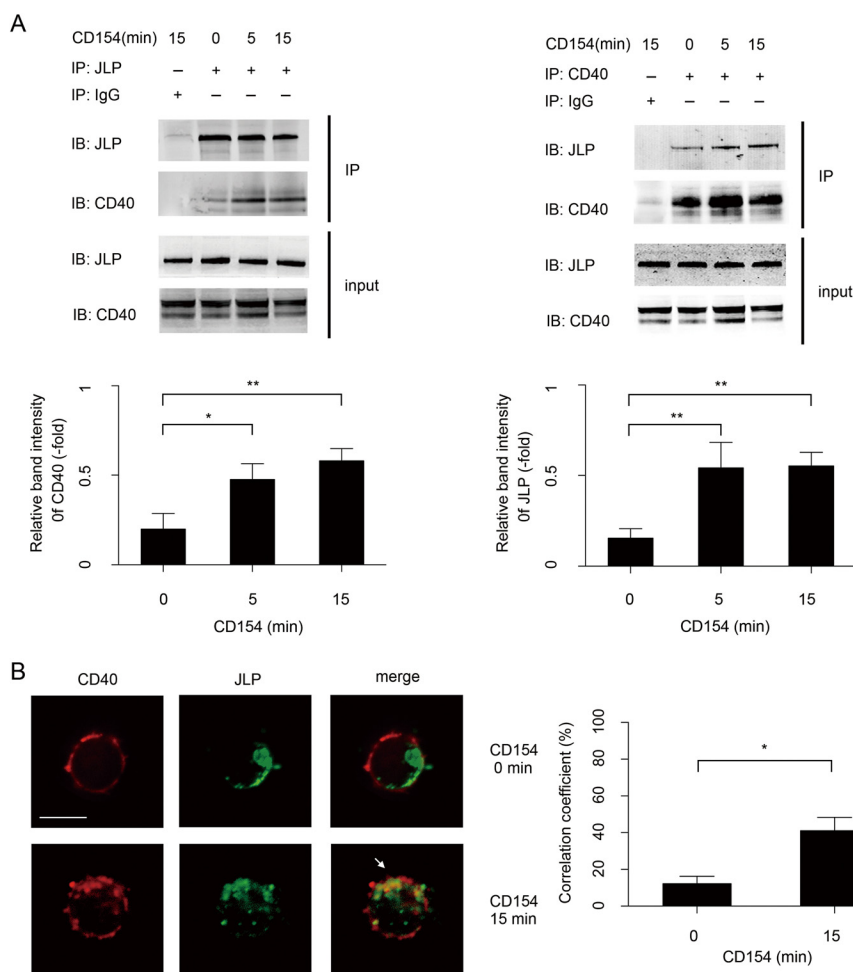 A
CD154(min) 15 0 5 15
IP: JLP – + + +
IP: IgG + – – –
IB: JLP
IB: CD40
IP
IB: JLP
IB: CD40
input
CD154(min) 15 0 5 15
IP: CD40 – + + +
IP: IgG + – – –
IB: JLP
IB: CD40
IP
IB: JLP
IB: CD40
input
Relative band intensity
0f CD40 (-fold)
1
0.5
0
*
**
0 5 15
CD154 (min)
Relative band intensity
0f JLP (-fold)
1
0.5
0
**
**
0 5 15
CD154 (min)
B
CD40 JLP merge
CD154
0 min
CD154
15 min
Correlation coefficient (%)
100
80
60
40
20
0
*
0 15
CD154 (min)